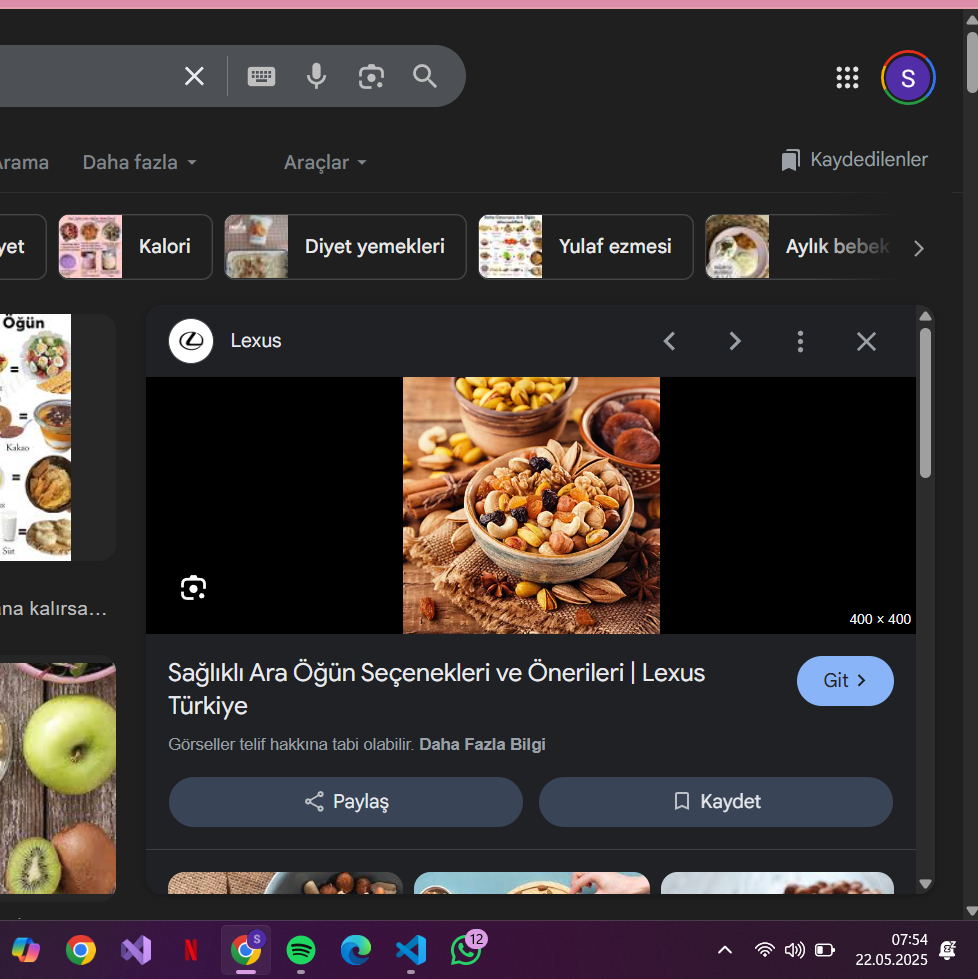 S
Arama
Daha fazla
Araçlar
Kaydedilenler
yet
Kalori
Diyet yemekleri
Yulaf ezmesi
Aylık bebek
Öğün
Kakao
Süt
na kalırsa...
Lexus
400 × 400
Sağlıklı Ara Öğün Seçenekleri ve Önerileri | Lexus
Türkiye
Git
Görseller telif hakkına tabi olabilir. Daha Fazla Bilgi
Paylaş
Kaydet
N
S
12
07:54
22.05.2025